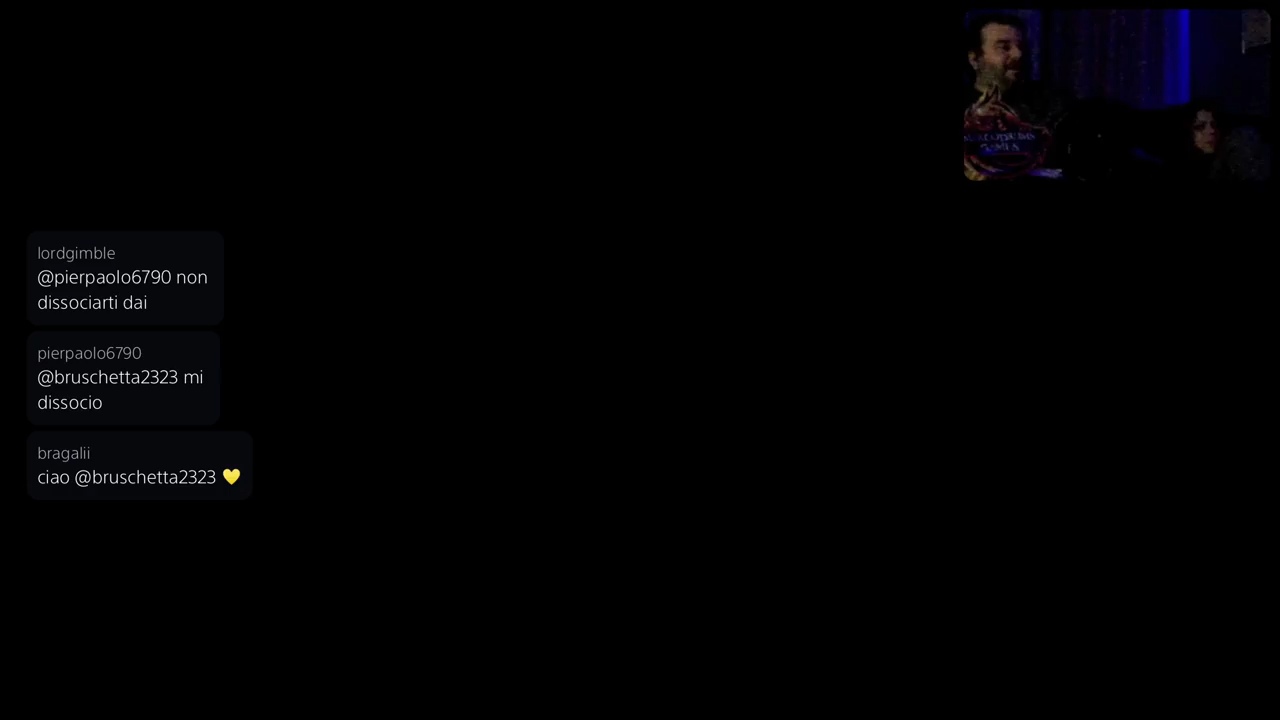 lordgimble
@pierpaolo6790 non
dissociarti dai
pierpaolo6790
@bruschetta2323 mi
dissocio
bragalii
ciao @bruschetta2323 💛